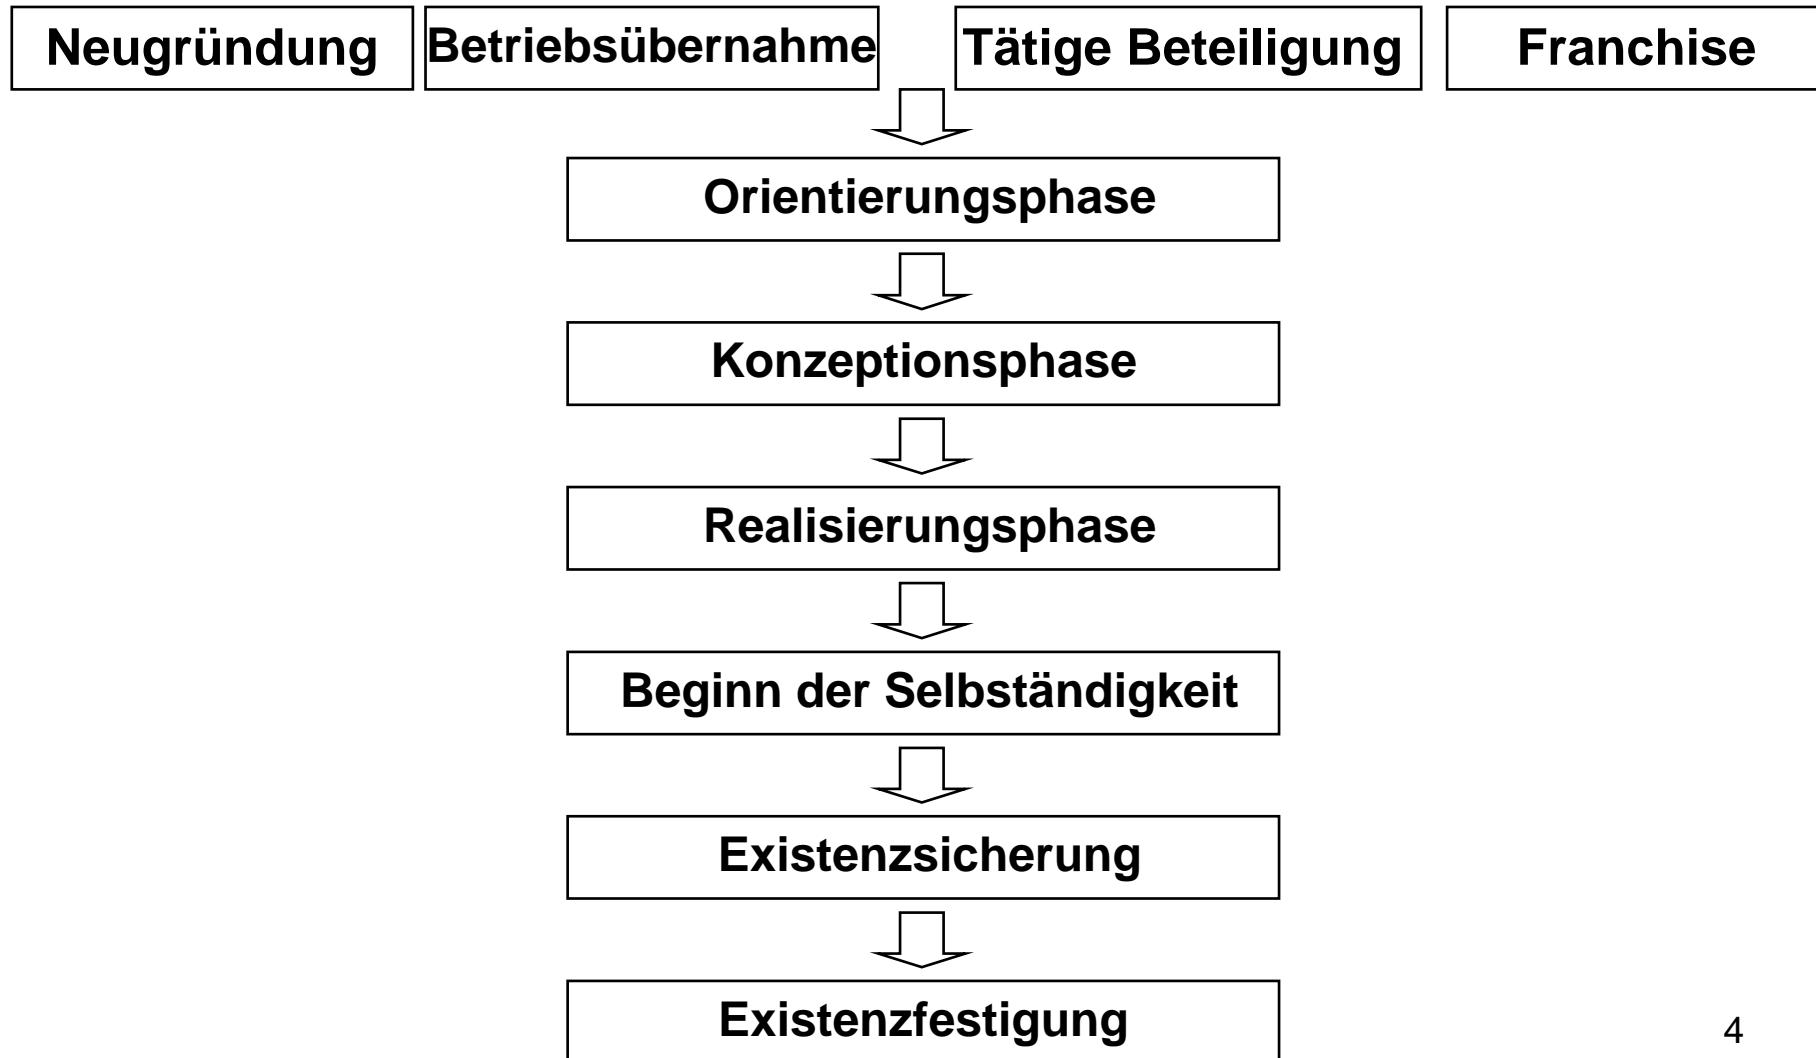 Neugründung Betriebsübernahme Tätige Beteiligung Franchise
Orientierungsphase
Konzeptionsphase
Realisierungsphase
Beginn der Selbständigkeit
Existenzsicherung
Existenzfestigung
4